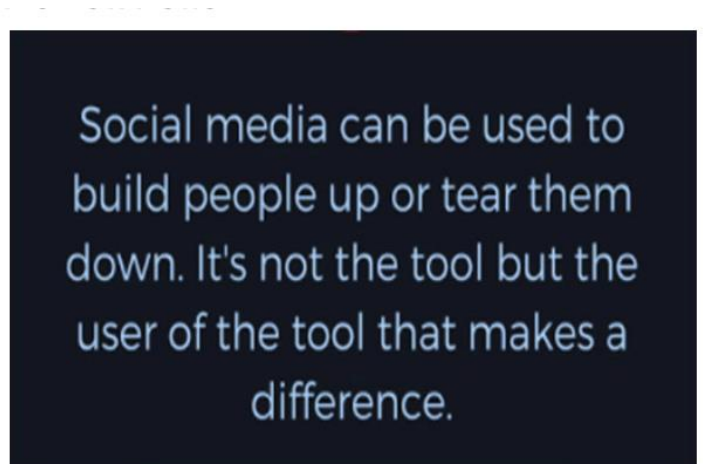 Social media can be used to
build people up or tear them
down. It's not the tool but the
user of the tool that makes a
difference.